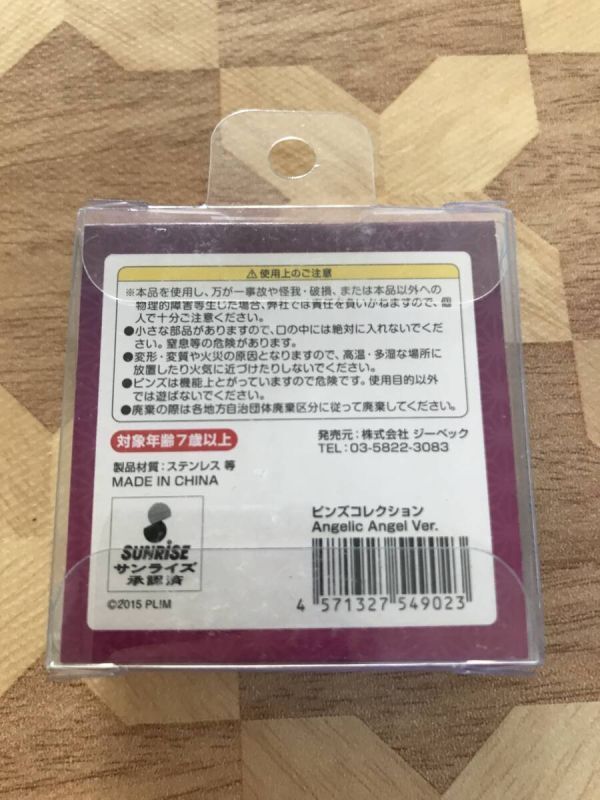 ⚠使用上のご注意
※本品を使用し、万が一事故や怪我・破損、または本品以外への
物理的障害等生じた場合、弊社では責任を負いかねますので、個
人で十分ご注意ください。
●小さな部品がありますので、口の中には絶対に入れないでくだ
さい。窒息等の危険があります。
●変形・変質や火災の原因となりますので、高温・多湿な場所に
放置したり火気に近づけたりしないでください。
●ピンズは機能上とがっていますので危険です。使用目的以外
では遊ばないでください。
●廃棄の際は各地方自治団体廃棄区分に従って廃棄してください。
対象年齢7歳以上
発売元:株式会社 ジーベック
TEL:03-5822-3083
製品材質:ステンレス 等
MADE IN CHINA
SUNRISE
サンライズ
承認済
©2015 PL!M
ピンズコレクション
Angelic Angel Ver.
4 571327 549023